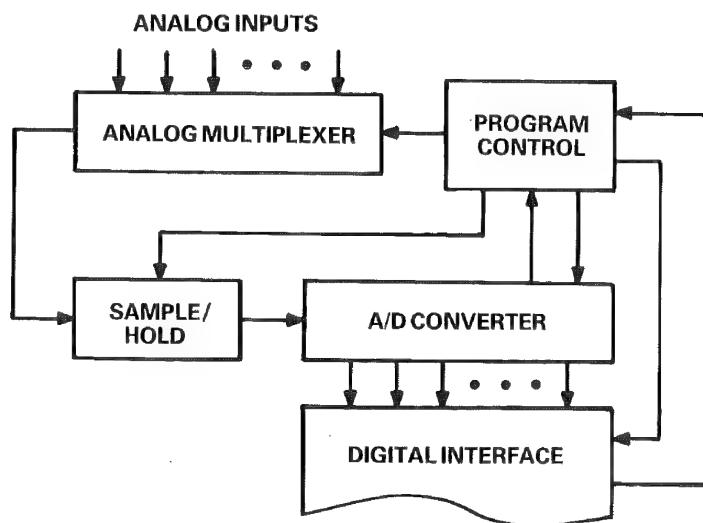 ANALOG INPUTS
ANALOG MULTIPLEXER
PROGRAM
CONTROL
SAMPLE/
HOLD
A/D CONVERTER
DIGITAL INTERFACE